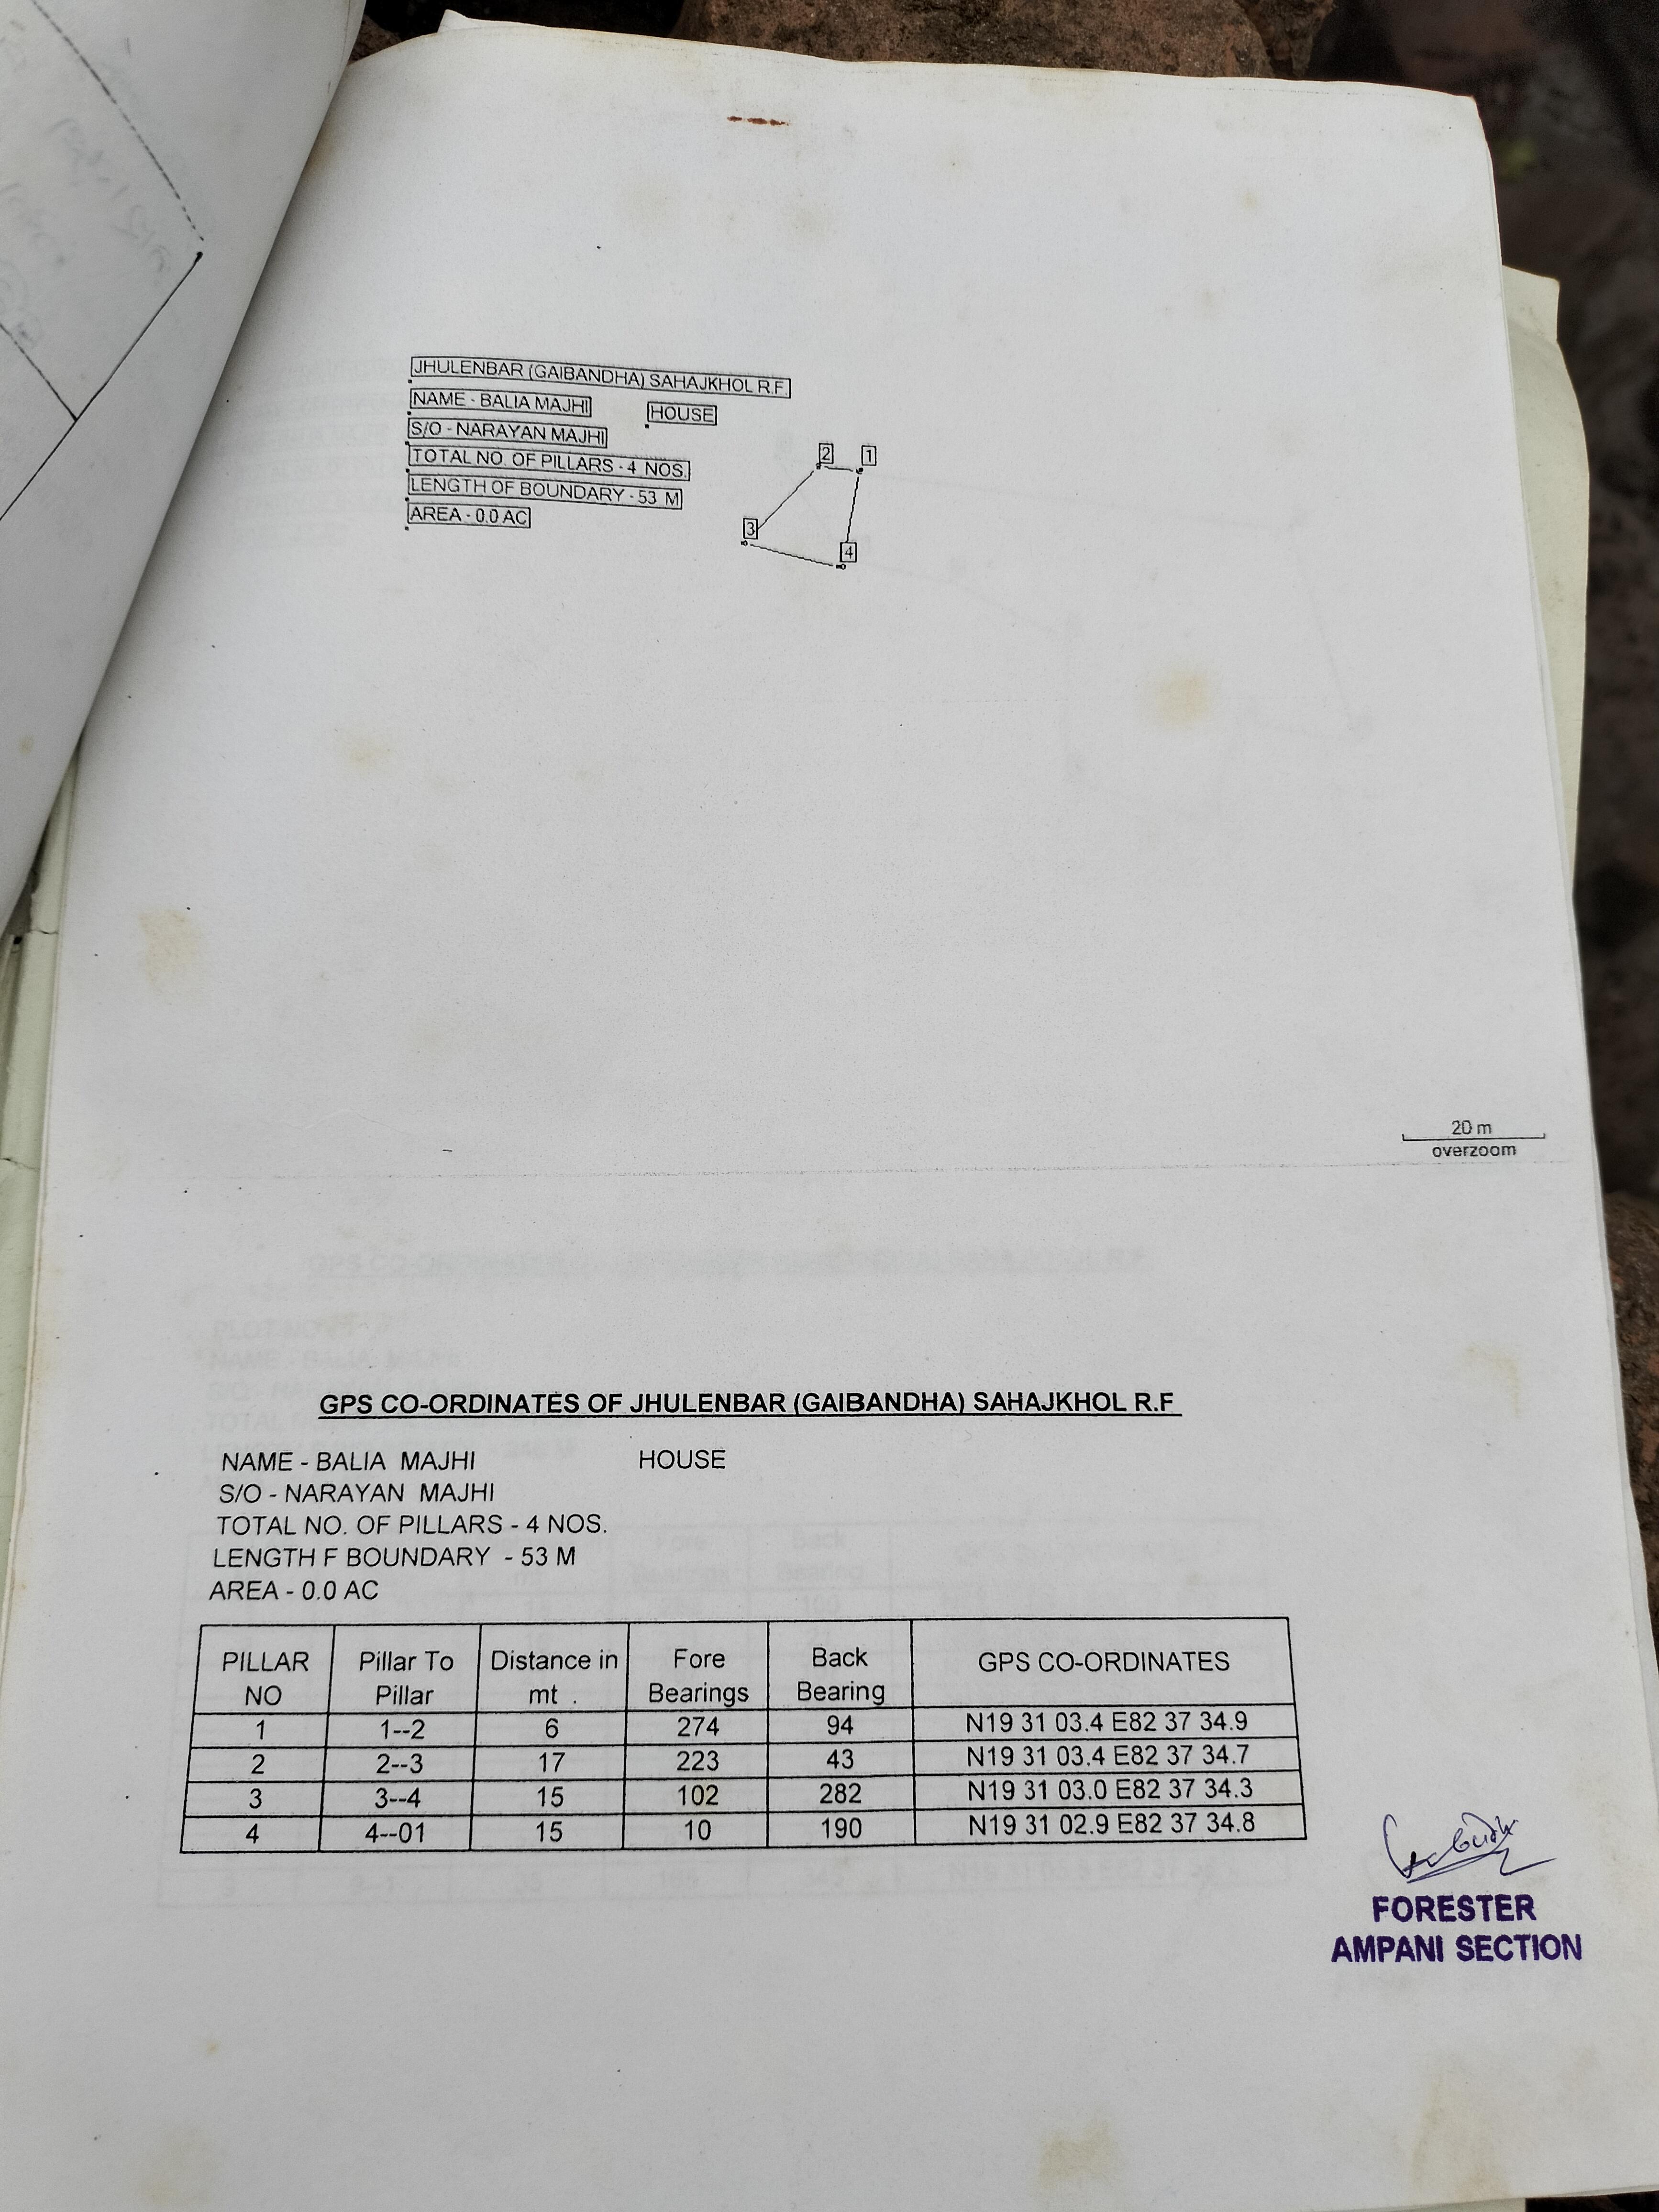 JHULENBAR (GAIBANDHA) SAHAJKHOL R.F.
NAME - BALIA MAJHI HOUSE
S/O - NARAYAN MAJHI
TOTAL NO. OF PILLARS - 4 NOS.
LENGTH OF BOUNDARY - 53 M
AREA - 0.0 AC
2 1
3
4
20 m
overzoom
GPS CO-ORDINATES OF JHULENBAR (GAIBANDHA) SAHAJKHOL R.F
NAME - BALIA MAJHI HOUSE
S/O - NARAYAN MAJHI
TOTAL NO. OF PILLARS - 4 NOS.
LENGTH F BOUNDARY - 53 M
AREA - 0.0 AC
PILLAR NO Pillar To Pillar Distance in mt . Fore Bearings Back Bearing GPS CO-ORDINATES
1 1--2 6 274 94 N19 31 03.4 E82 37 34.9
2 2--3 17 223 43 N19 31 03.4 E82 37 34.7
3 3--4 15 102 282 N19 31 03.0 E82 37 34.3
4 4--01 15 10 190 N19 31 02.9 E82 37 34.8
FORESTER
AMPANI SECTION